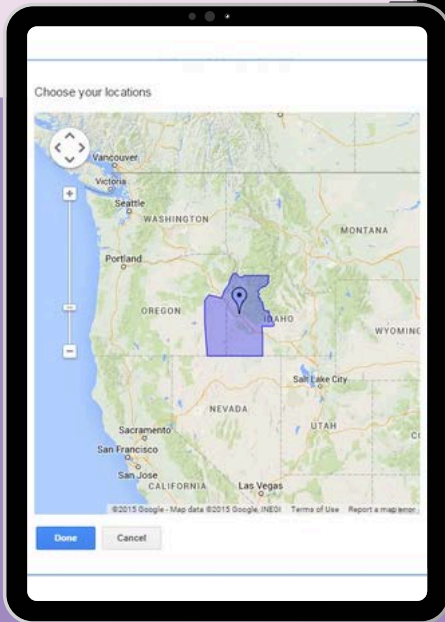 Choose your locations
Vancouver
Victoria
Seattle
WASHINGTON
MONTANA
Portland
OREGON
IDAHO
WYOMING
Salt Lake City
NEVADA
UTAH
Sacramento
San Francisco
San Jose
CALIFORNIA
Las Vegas
©2015 Google - Map data ©2015 Google, INEGI Terms of Use Report a map error
Done Cancel